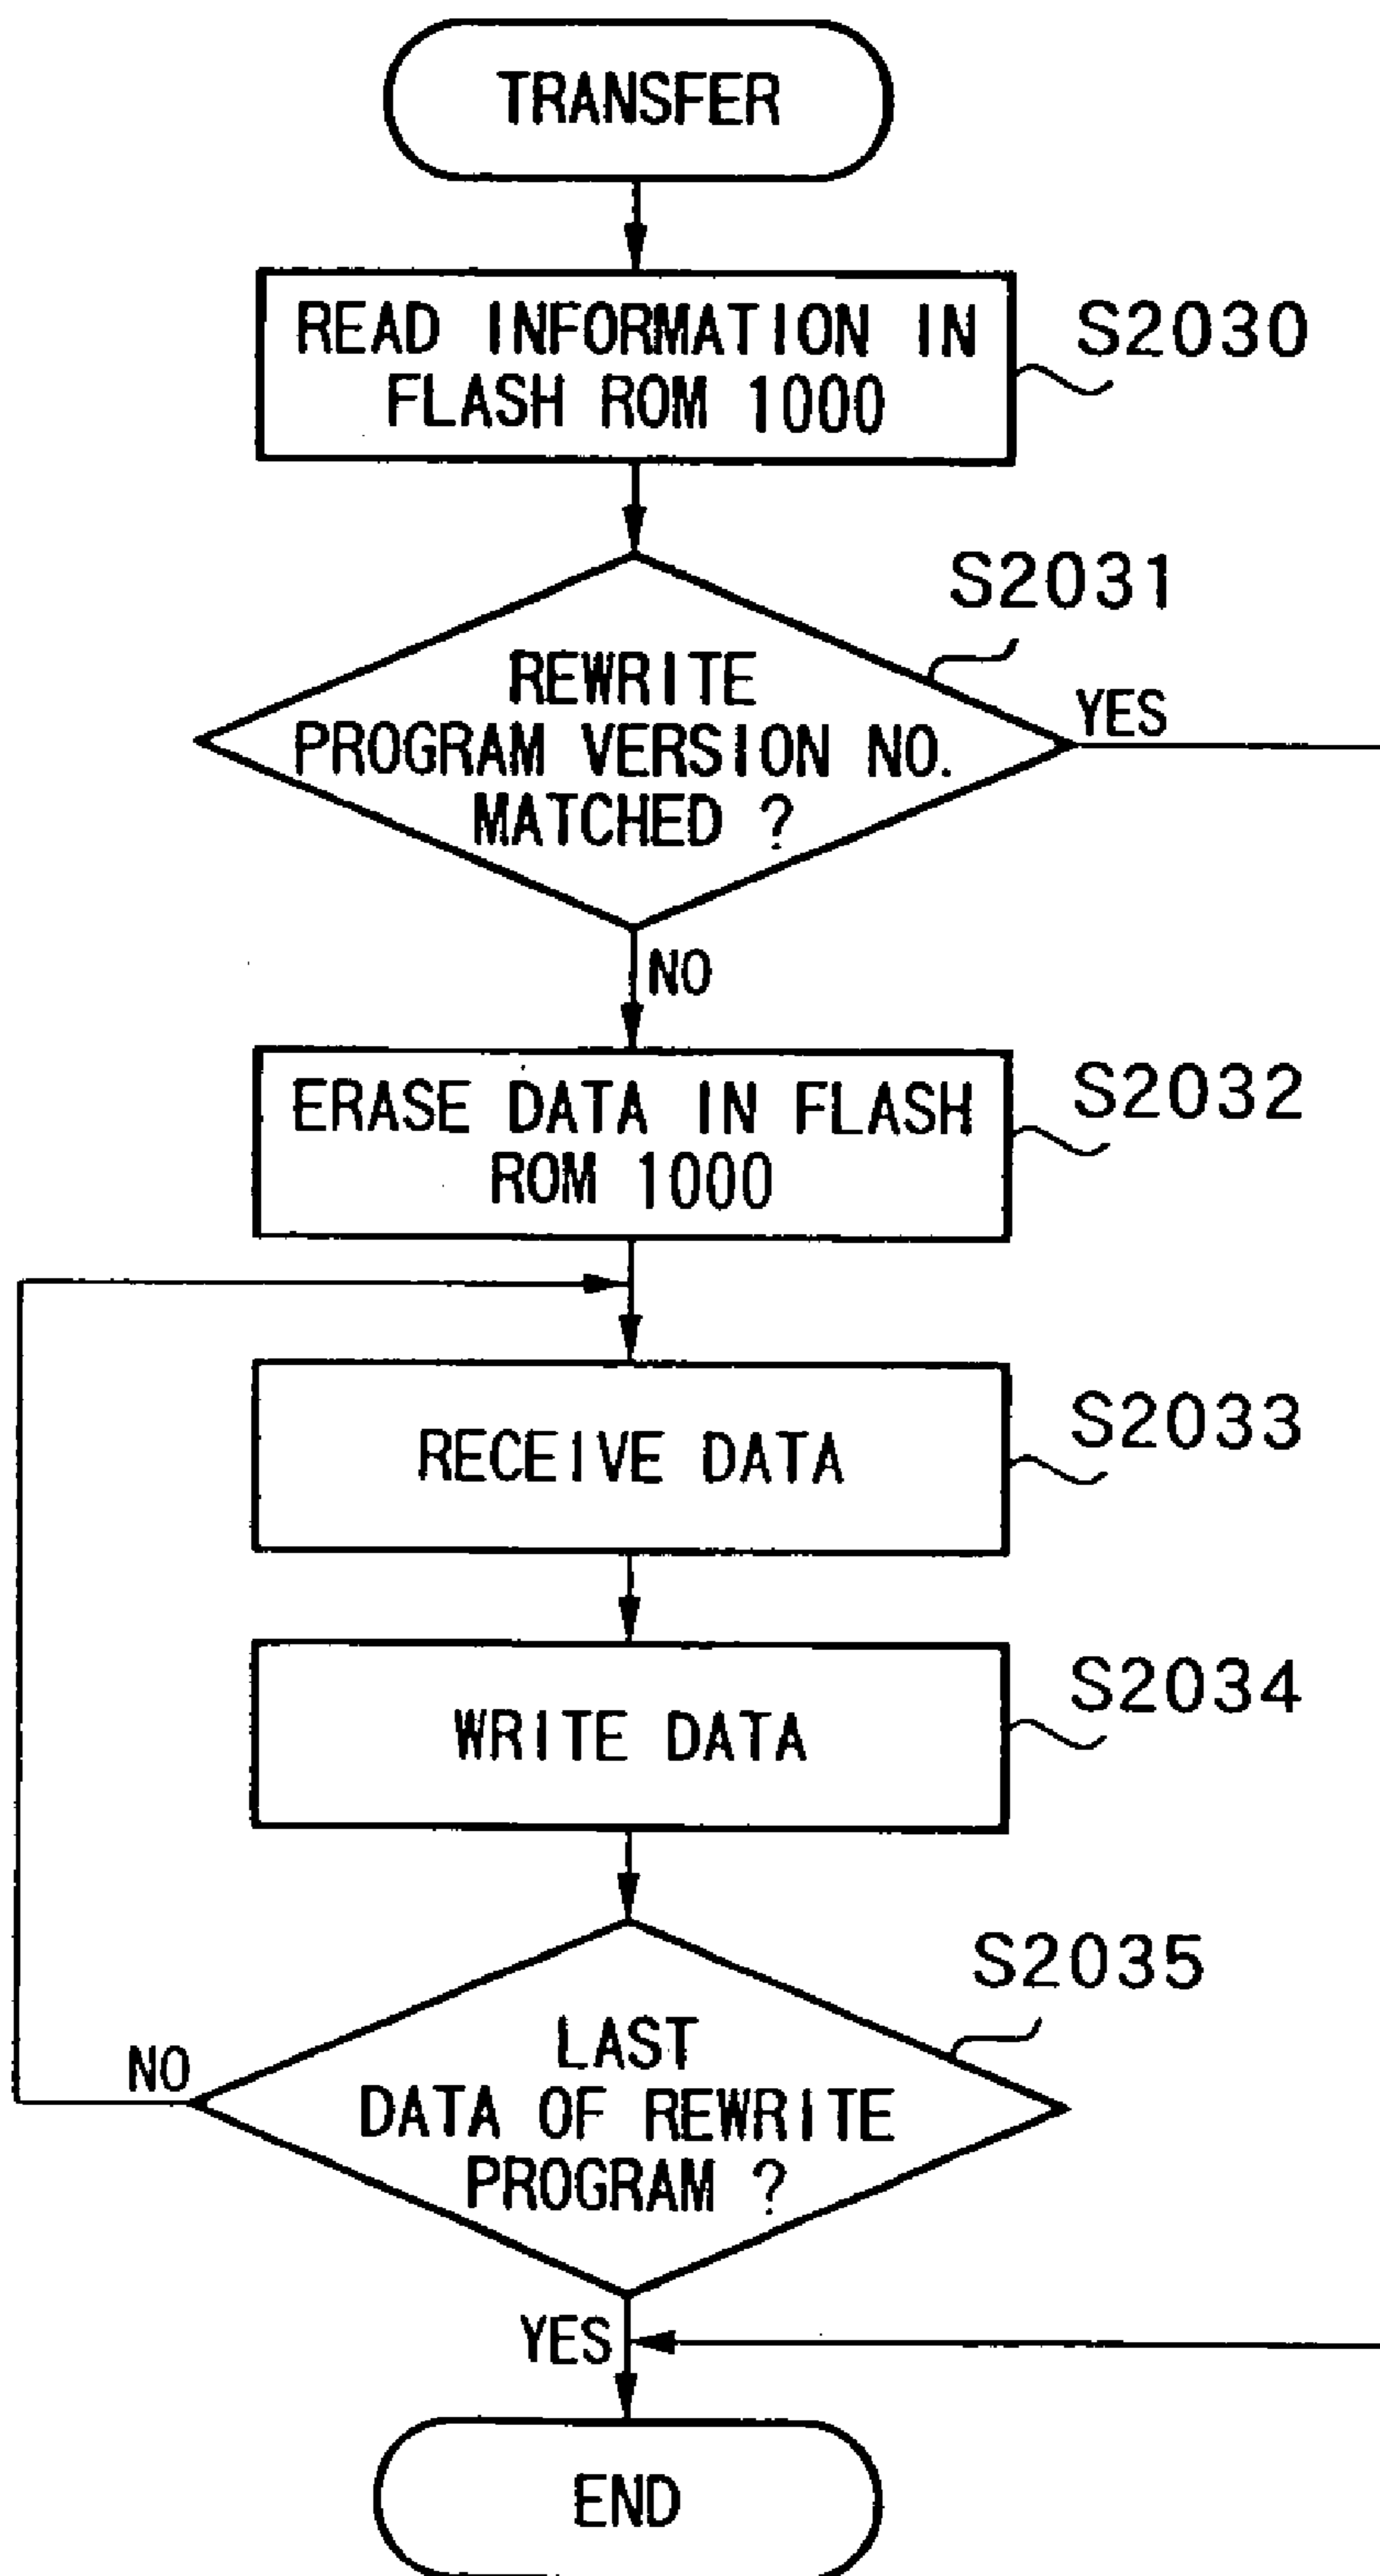 TRANSFER
READ INFORMATION IN
FLASH ROM 1000
S2030
S2031
REWRITE
PROGRAM VERSION NO.
MATCHED ?
YES
NO
ERASE DATA IN FLASH
ROM 1000
S2032
RECEIVE DATA
S2033
WRITE DATA
S2034
S2035
LAST
DATA OF REWRITE
PROGRAM ?
NO
YES
END